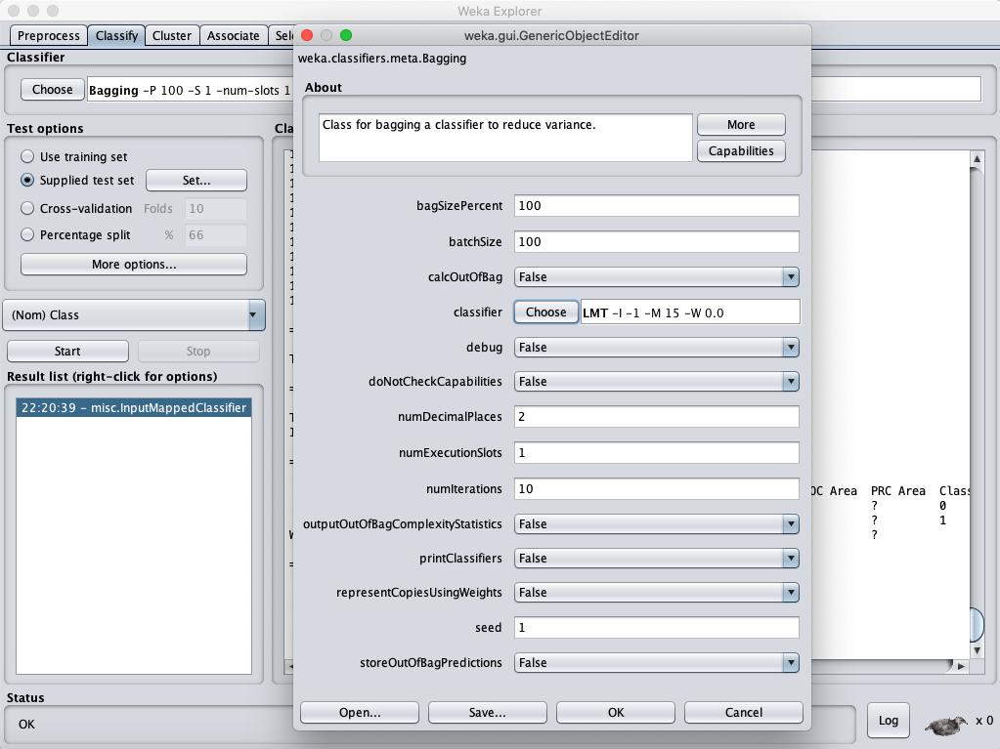 Weka Explorer
Preprocess Classify Cluster Associate
Classifier
Choose Bagging -P 100 -S 1 -num-slots 1
Test options
Use training set
Supplied test set Set...
Cross-validation Folds 10
Percentage split % 66
More options...
(Nom) Class
Start Stop
Result list (right-click for options)
22:20:39 - misc.InputMappedClassifier
OC Area PRC Area Class
? 0
? 1
?
Status
OK
Log x 0
weka.gui.GenericObjectEditor
weka.classifiers.meta.Bagging
About
Class for bagging a classifier to reduce variance.
More
Capabilities
bagSizePercent 100
batchSize 100
calcOutOfBag False
classifier Choose LMT -I -1 -M 15 -W 0.0
debug False
doNotCheckCapabilities False
numDecimalPlaces 2
numExecutionSlots 1
numIterations 10
outputOutOfBagComplexityStatistics False
printClassifiers False
representCopiesUsingWeights False
seed 1
storeOutOfBagPredictions False
Open... Save... OK Cancel